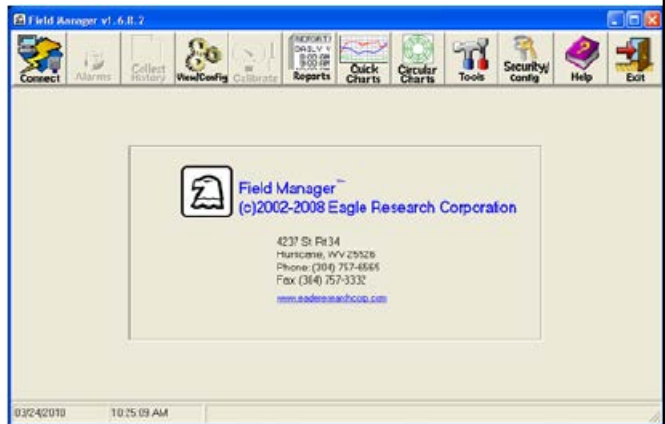 Field Manager v1.6.8.2
Connect
Alarms
Collect
History
View/Config
Calibrate
REPORT
DAILY V
Reports
Quick
Charts
Circular
Charts
Tools
Security/
Config
Help
Exit
Field Manager™
(c)2002-2008 Eagle Research Corporation
4237 St Rt 34
Hurricane, WV 25526
Phone: (304) 757-6565
Fax: (304) 757-3332
www.eagleresearchcorp.com
03/24/2010
10:25:09 AM